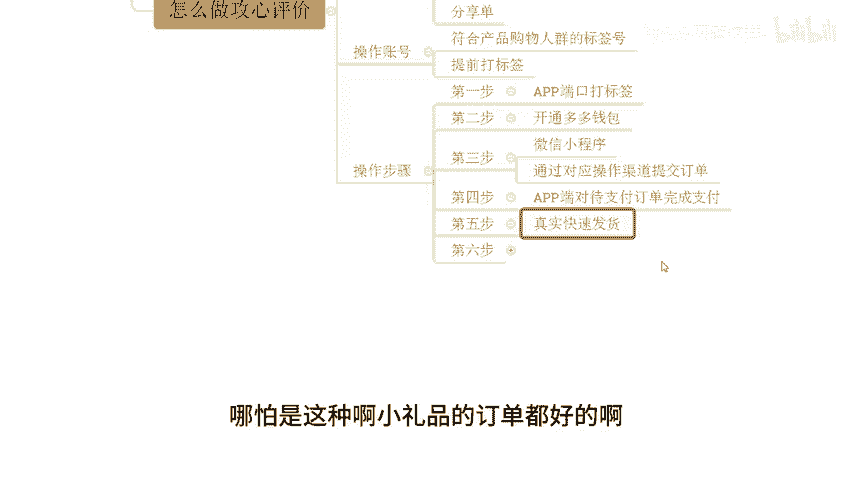 怎么做攻心评价
分享单
操作账号
符合产品购物人群的标签号
提前打标签
操作步骤
第一步
APP端口打标签
第二步
开通多多钱包
第三步
微信小程序
通过对应操作渠道提交订单
第四步
APP端对待支付订单完成支付
第五步
真实快速发货
第六步
bilibili
哪怕是这种啊小礼品的订单都好的啊